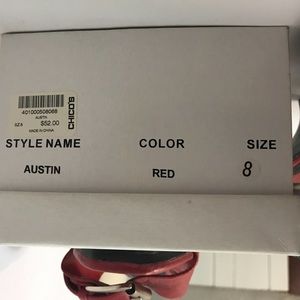 401000508068
AUSTIN
SZ 8 $52.00
MADE IN CHINA
CHICO'S
STYLE NAME COLOR SIZE
AUSTIN RED 8